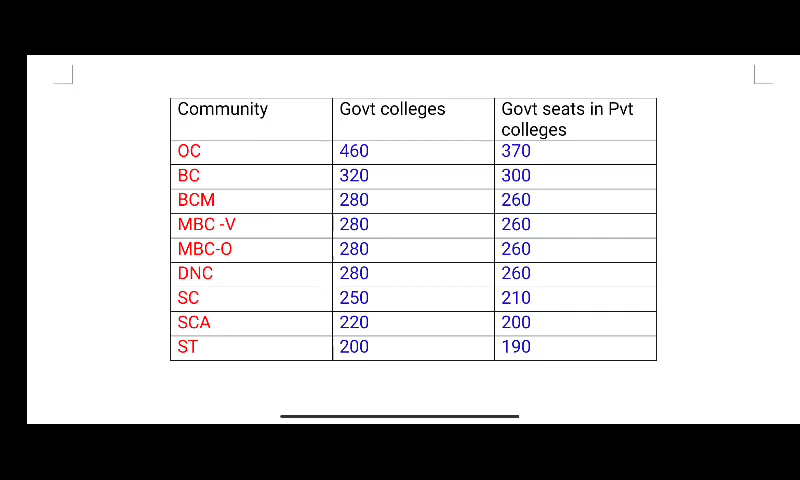 Community Govt colleges Govt seats in Pvt
colleges
OC 460 370
BC 320 300
BCM 280 260
MBC -V 280 260
MBC-O 280 260
DNC 280 260
SC 250 210
SCA 220 200
ST 200 190